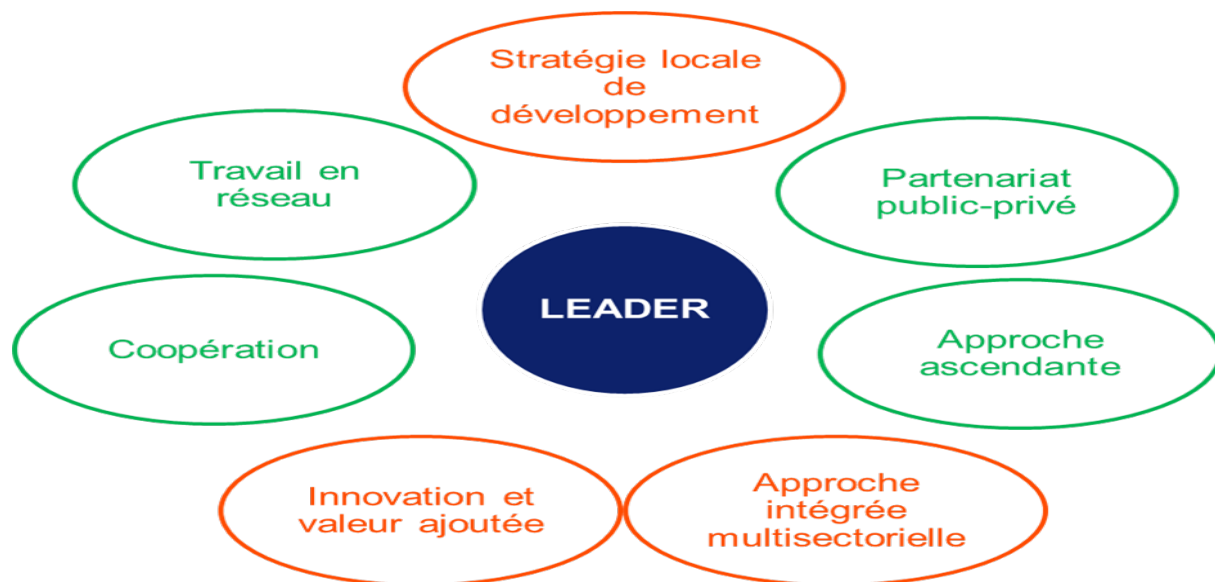 Stratégie locale
de
développement
Travail en
réseau
Partenariat
public-privé
LEADER
Coopération
Approche
ascendante
Innovation et
valeur ajoutée
Approche
intégrée
multisectorielle